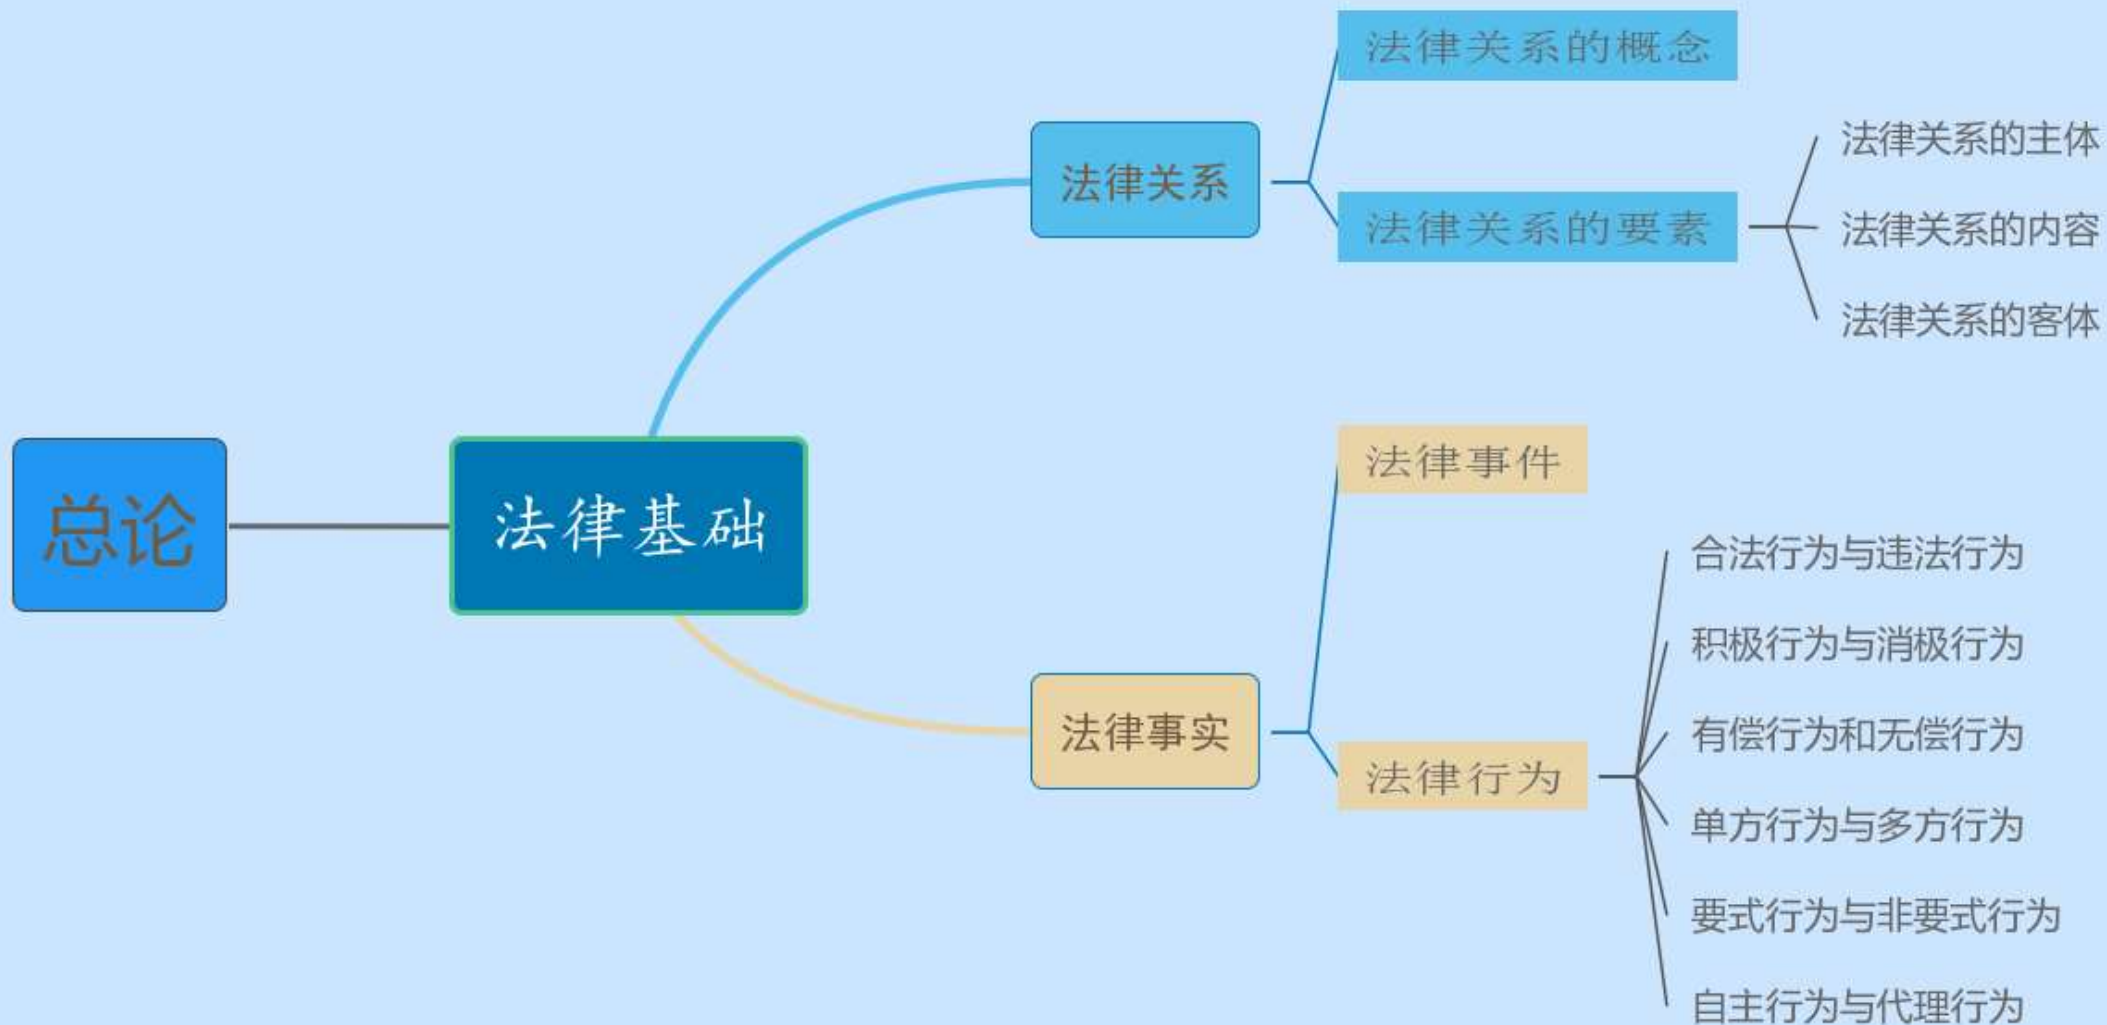 总论
法律基础
法律关系
法律关系的概念
法律关系的要素
法律关系的主体
法律关系的内容
法律关系的客体
法律事实
法律事件
法律行为
合法行为与违法行为
积极行为与消极行为
有偿行为和无偿行为
单方行为与多方行为
要式行为与非要式行为
自主行为与代理行为